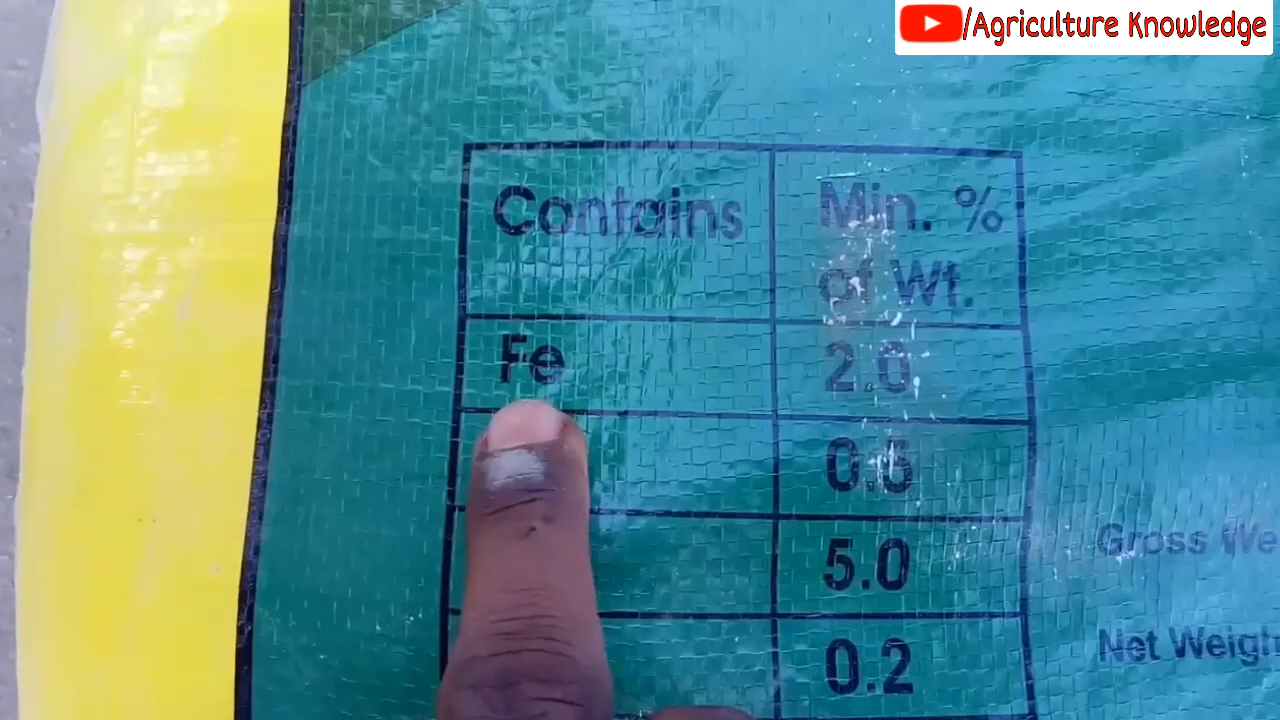 /Agriculture Knowledge
Contains
Min. %
of Wt.
Fe
2.0
0.5
5.0
0.2
Gross We
Net Weigh